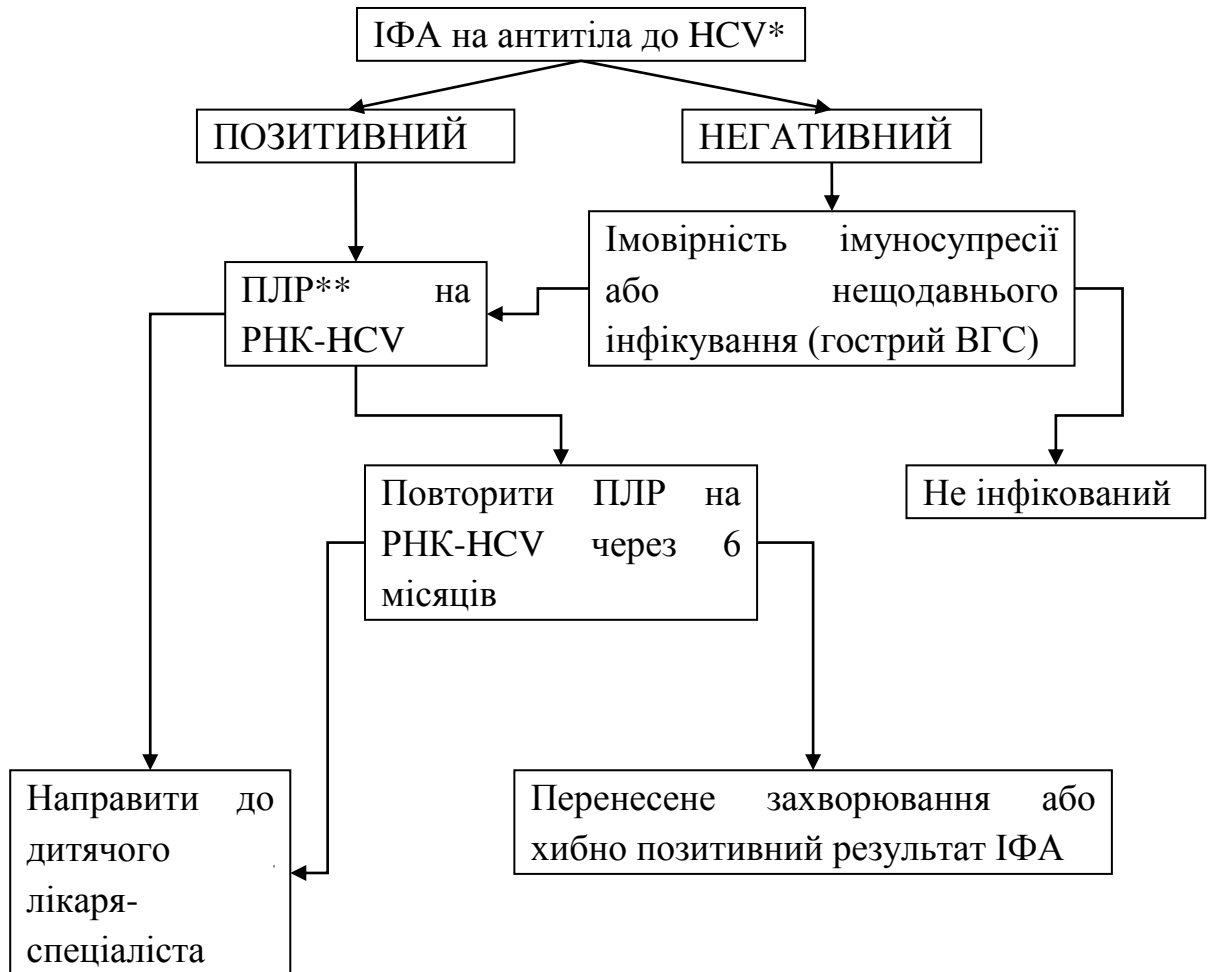 ІФА на антитіла до HCV*
ПОЗИТИВНИЙ
НЕГАТИВНИЙ
Імовірність імуносупресії
або нещодавнього
інфікування (гострий ВГС)
ПЛР** на
РНК-HCV
Повторити ПЛР на
РНК-HCV через 6
місяців
Не інфікований
Направити до
дитячого
лікаря-
спеціаліста
Перенесене захворювання або
хибно позитивний результат ІФА